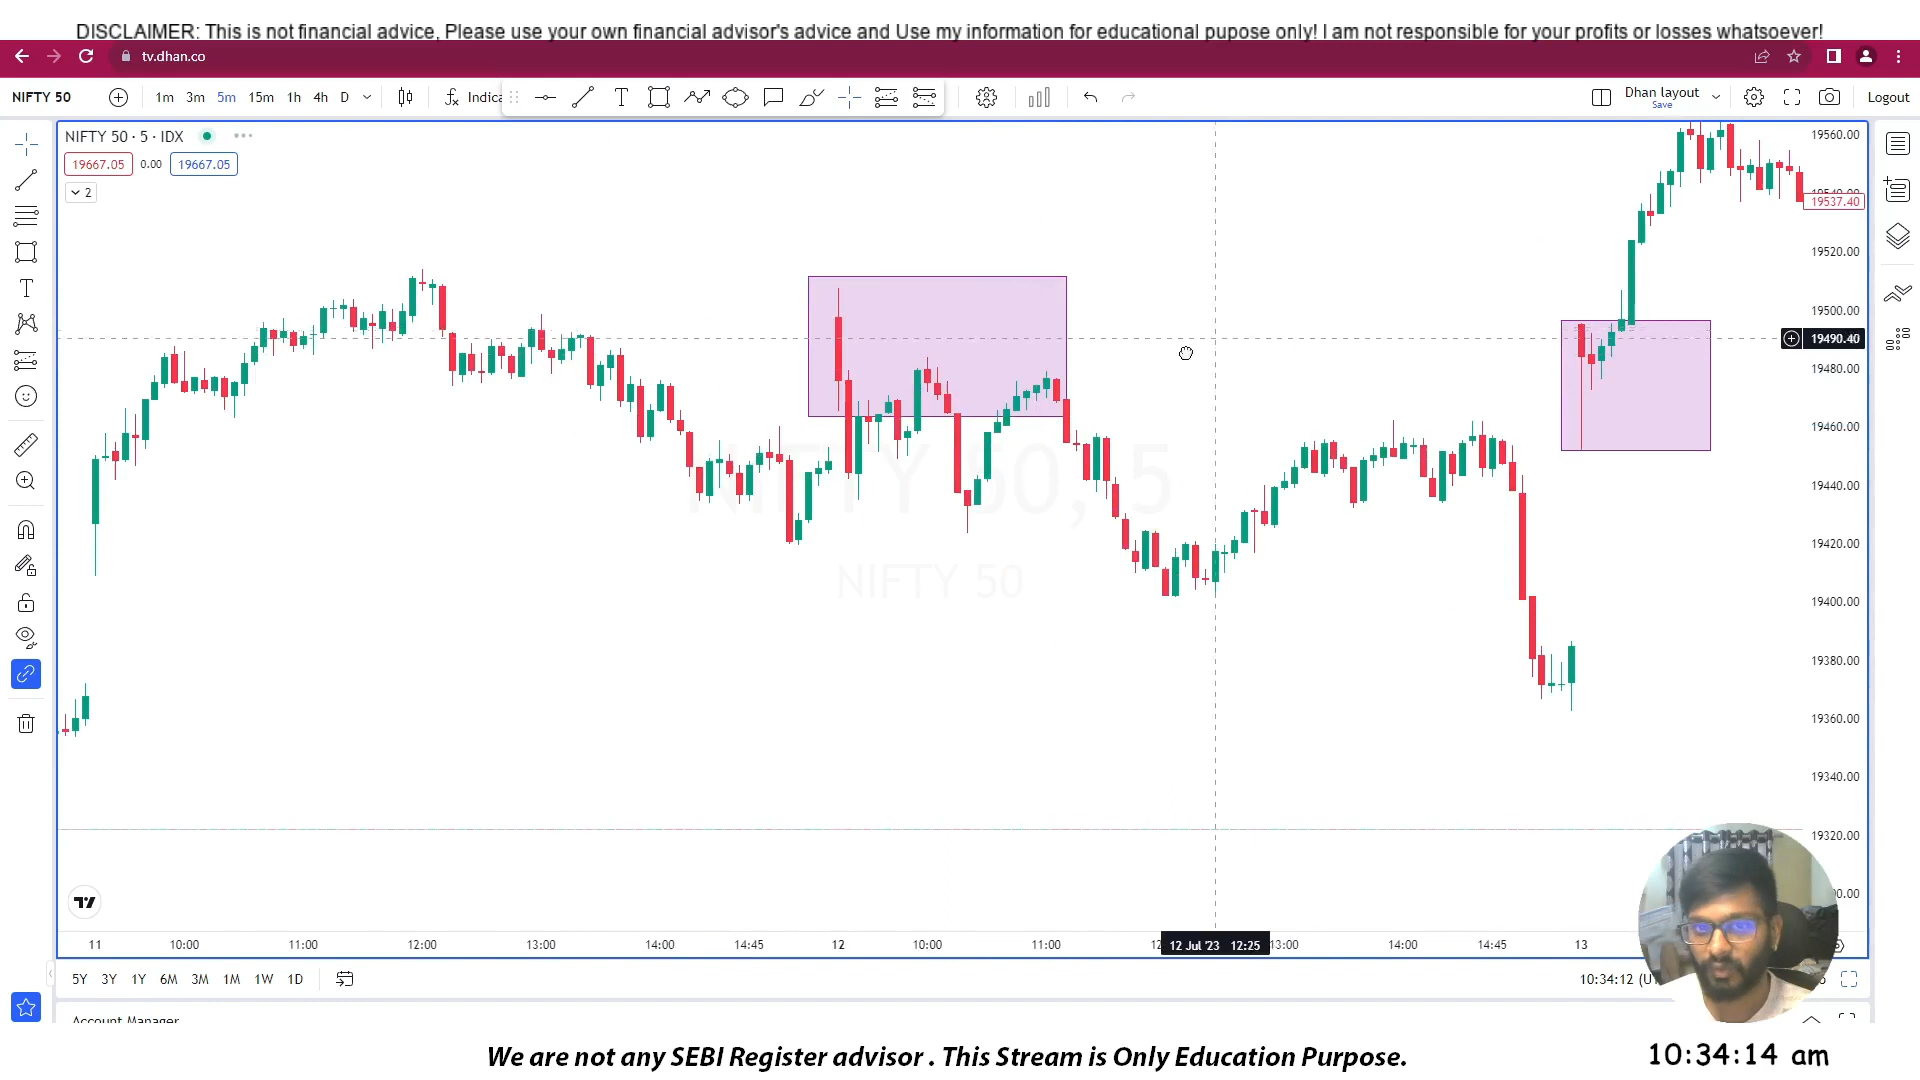 DISCLAIMER: This is not financial advice, Please use your own financial advisor's advice and Use my information for educational pupose only! I am not responsible for your profits or losses whatsoever!
tv.dhan.co
NIFTY 50 1m 3m 5m 15m 1h 4h D Indica T Dhan layout Save Logout
NIFTY 50 · 5 · IDX
19667.05 0.00 19667.05
2
19560.00
19540.00
19537.40
19520.00
19500.00
19490.40
19480.00
19460.00
19440.00
19420.00
19400.00
19380.00
19360.00
19340.00
19320.00
NIFTY 50, 5
NIFTY 50
11 10:00 11:00 12:00 13:00 14:00 14:45 12 10:00 11:00 12 Jul '23 12:25 13:00 14:00 14:45 13
5Y 3Y 1Y 6M 3M 1M 1W 1D
10:34:12
Account Manager
We are not any SEBI Register advisor . This Stream is Only Education Purpose.
10:34:14 am